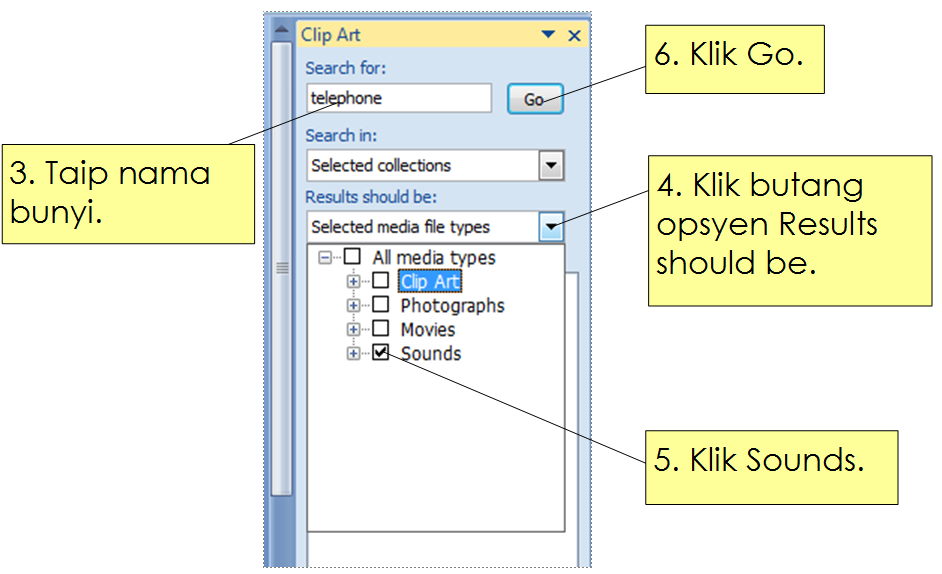 Clip Art
Search for:
telephone
Go
Search in:
Selected collections
Results should be:
Selected media file types
All media types
Clip Art
Photographs
Movies
Sounds
3. Taip nama
bunyi.
4. Klik butang
opsyen Results
should be.
5. Klik Sounds.
6. Klik Go.